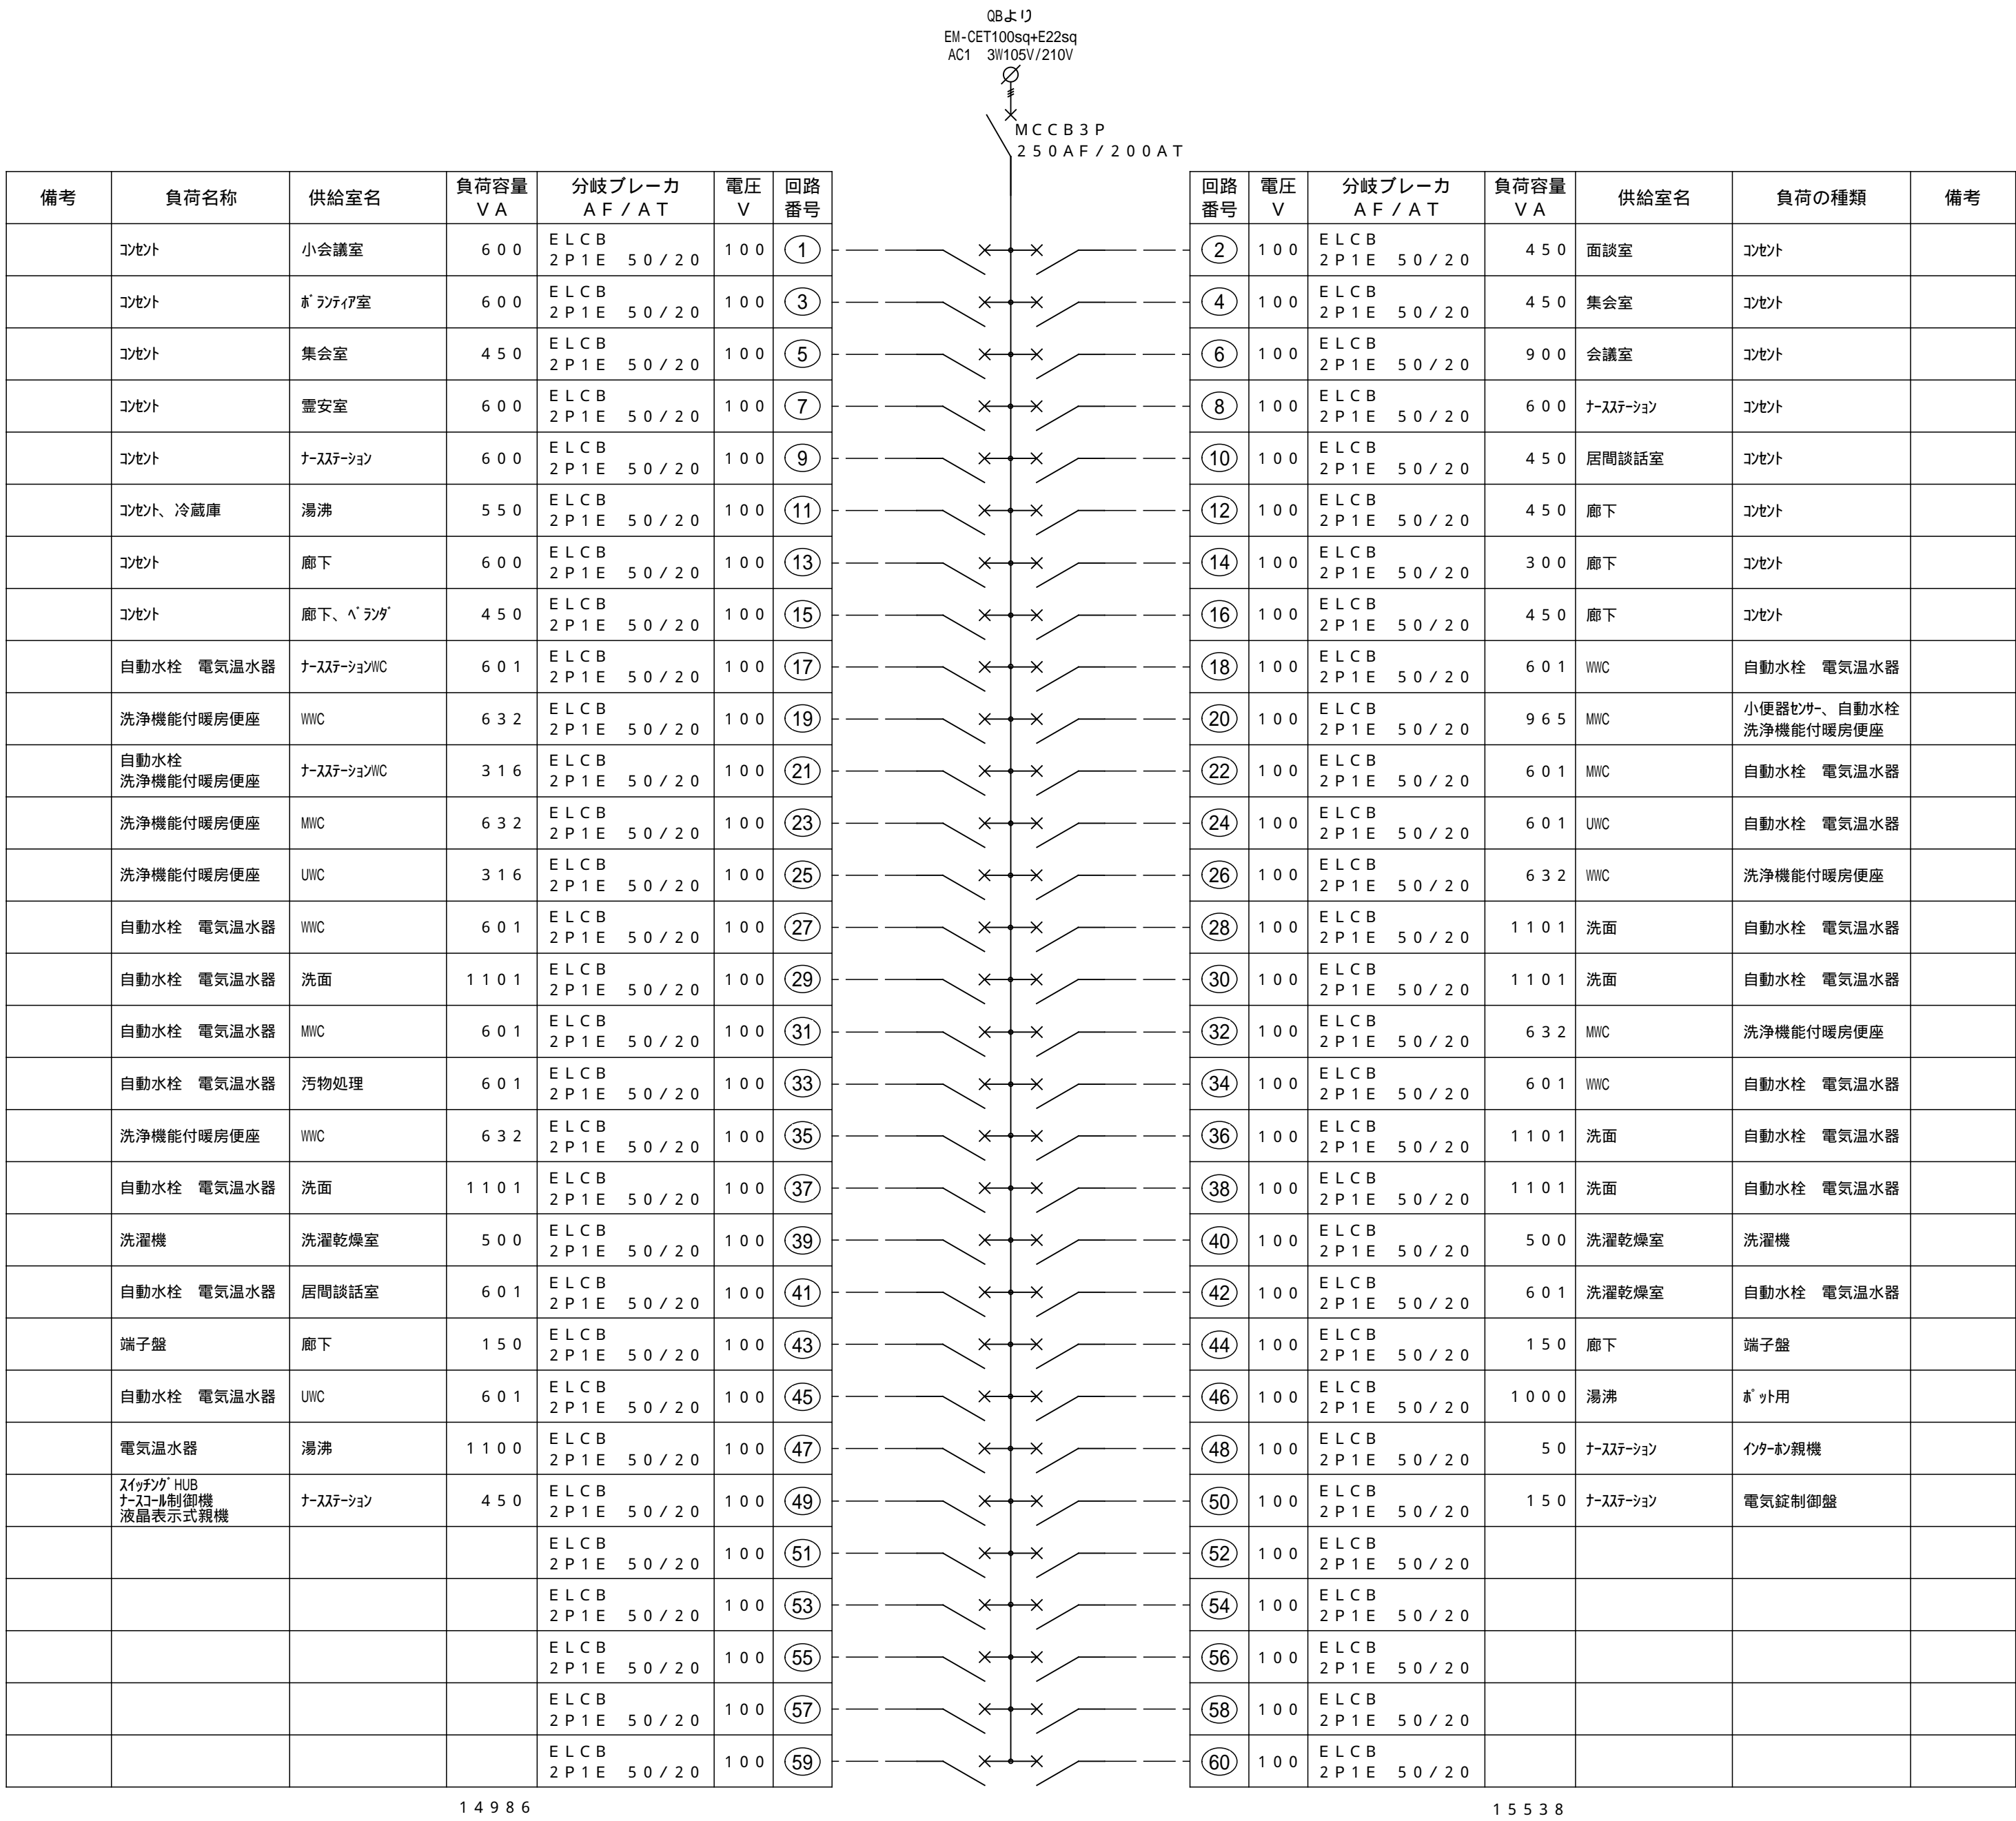 QBより
EM-CET100sq+E22sq
AC1 3W105V/210V
MCCB3P
250AF/200AT
備考 負荷名称 供給室名 負荷容量 VA 分岐ブレーカ AF/AT 電圧 V 回路 番号
回路 番号 電圧 V 分岐ブレーカ AF/AT 負荷容量 VA 供給室名 負荷の種類 備考
コンセント 小会議室 600 ELCB 2P1E 50/20 100 1
2 100 ELCB 2P1E 50/20 450 面談室 コンセント
コンセント ボランティア室 600 ELCB 2P1E 50/20 100 3
4 100 ELCB 2P1E 50/20 450 集会室 コンセント
コンセント 集会室 450 ELCB 2P1E 50/20 100 5
6 100 ELCB 2P1E 50/20 900 会議室 コンセント
コンセント 霊安室 600 ELCB 2P1E 50/20 100 7
8 100 ELCB 2P1E 50/20 600 ナースステーション コンセント
コンセント ナースステーション 600 ELCB 2P1E 50/20 100 9
10 100 ELCB 2P1E 50/20 450 居間談話室 コンセント
コンセント、冷蔵庫 湯沸 550 ELCB 2P1E 50/20 100 11
12 100 ELCB 2P1E 50/20 450 廊下 コンセント
コンセント 廊下 600 ELCB 2P1E 50/20 100 13
14 100 ELCB 2P1E 50/20 300 廊下 コンセント
コンセント 廊下、ベランダ 450 ELCB 2P1E 50/20 100 15
16 100 ELCB 2P1E 50/20 450 廊下 コンセント
自動水栓 電気温水器 ナースステーションWC 601 ELCB 2P1E 50/20 100 17
18 100 ELCB 2P1E 50/20 601 WWC 自動水栓 電気温水器
洗浄機能付暖房便座 WWC 632 ELCB 2P1E 50/20 100 19
20 100 ELCB 2P1E 50/20 965 MWC 小便器センサー、自動水栓 洗浄機能付暖房便座
自動水栓 洗浄機能付暖房便座 ナースステーションWC 316 ELCB 2P1E 50/20 100 21
22 100 ELCB 2P1E 50/20 601 MWC 自動水栓 電気温水器
洗浄機能付暖房便座 MWC 632 ELCB 2P1E 50/20 100 23
24 100 ELCB 2P1E 50/20 601 UWC 自動水栓 電気温水器
洗浄機能付暖房便座 UWC 316 ELCB 2P1E 50/20 100 25
26 100 ELCB 2P1E 50/20 632 WWC 洗浄機能付暖房便座
自動水栓 電気温水器 WWC 601 ELCB 2P1E 50/20 100 27
28 100 ELCB 2P1E 50/20 1101 洗面 自動水栓 電気温水器
自動水栓 電気温水器 洗面 1101 ELCB 2P1E 50/20 100 29
30 100 ELCB 2P1E 50/20 1101 洗面 自動水栓 電気温水器
自動水栓 電気温水器 MWC 601 ELCB 2P1E 50/20 100 31
32 100 ELCB 2P1E 50/20 632 MWC 洗浄機能付暖房便座
自動水栓 電気温水器 汚物処理 601 ELCB 2P1E 50/20 100 33
34 100 ELCB 2P1E 50/20 601 WWC 自動水栓 電気温水器
洗浄機能付暖房便座 WWC 632 ELCB 2P1E 50/20 100 35
36 100 ELCB 2P1E 50/20 1101 洗面 自動水栓 電気温水器
自動水栓 電気温水器 洗面 1101 ELCB 2P1E 50/20 100 37
38 100 ELCB 2P1E 50/20 1101 洗面 自動水栓 電気温水器
洗濯機 洗濯乾燥室 500 ELCB 2P1E 50/20 100 39
40 100 ELCB 2P1E 50/20 500 洗濯乾燥室 洗濯機
自動水栓 電気温水器 居間談話室 601 ELCB 2P1E 50/20 100 41
42 100 ELCB 2P1E 50/20 601 洗濯乾燥室 自動水栓 電気温水器
端子盤 廊下 150 ELCB 2P1E 50/20 100 43
44 100 ELCB 2P1E 50/20 150 廊下 端子盤
自動水栓 電気温水器 UWC 601 ELCB 2P1E 50/20 100 45
46 100 ELCB 2P1E 50/20 1000 湯沸 ポット用
電気温水器 湯沸 1100 ELCB 2P1E 50/20 100 47
48 100 ELCB 2P1E 50/20 50 ナースステーション インターホン親機
スイッチングHUB ナースコール制御機 液晶表示式親機 ナースステーション 450 ELCB 2P1E 50/20 100 49
50 100 ELCB 2P1E 50/20 150 ナースステーション 電気錠制御盤
ELCB 2P1E 50/20 100 51
52 100 ELCB 2P1E 50/20
ELCB 2P1E 50/20 100 53
54 100 ELCB 2P1E 50/20
ELCB 2P1E 50/20 100 55
56 100 ELCB 2P1E 50/20
ELCB 2P1E 50/20 100 57
58 100 ELCB 2P1E 50/20
ELCB 2P1E 50/20 100 59
60 100 ELCB 2P1E 50/20
14986
15538